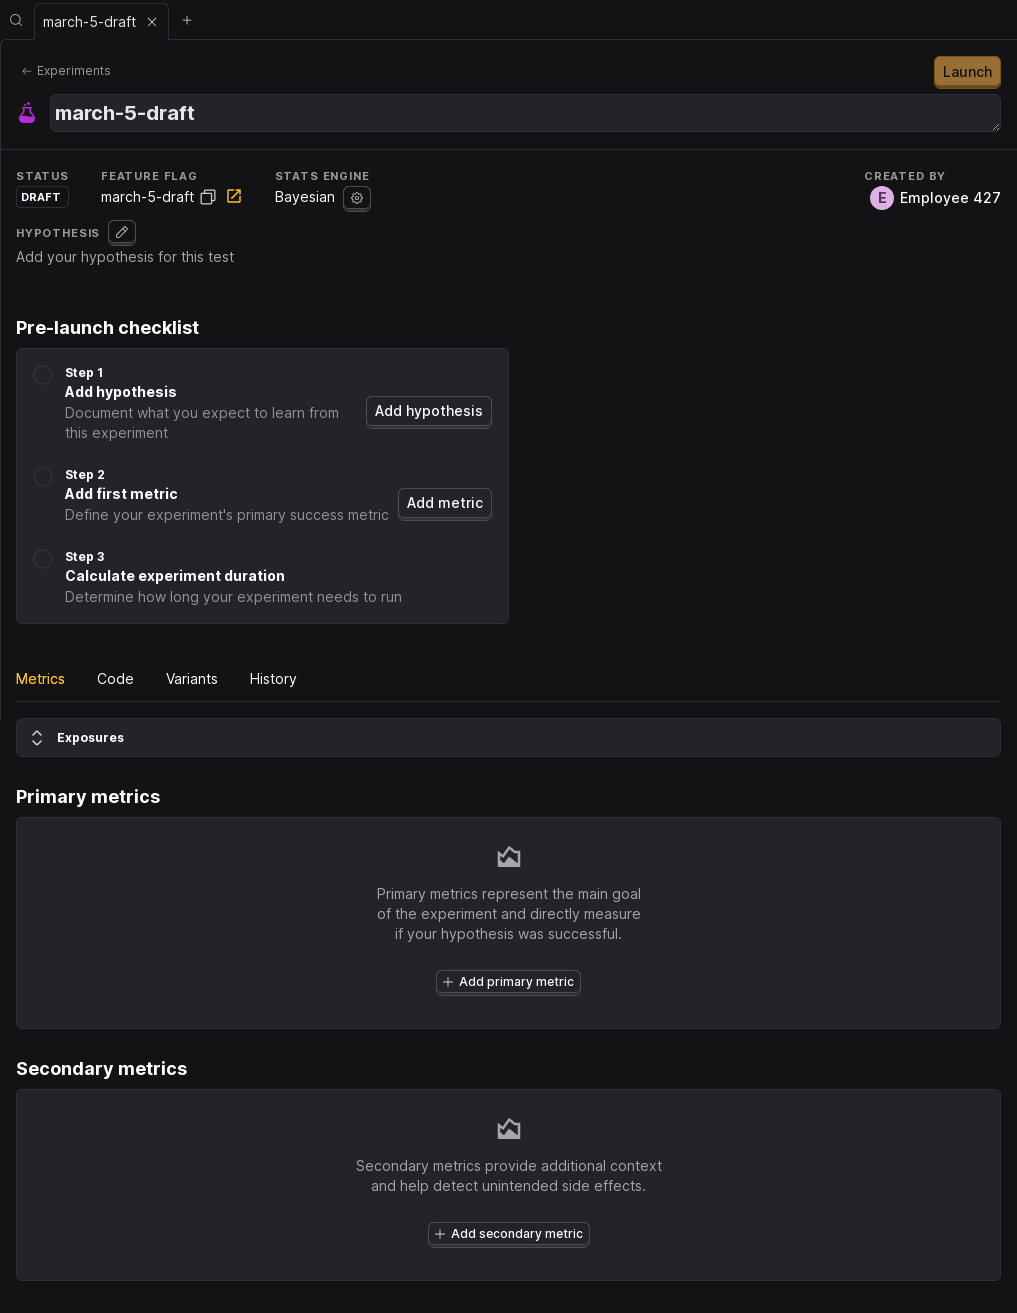 march-5-draft
Experiments
Launch
march-5-draft
STATUS
FEATURE FLAG
STATS ENGINE
CREATED BY
DRAFT
march-5-draft
Bayesian
E
Employee 427
HYPOTHESIS
Add your hypothesis for this test
Pre-launch checklist
Step 1
Add hypothesis
Document what you expect to learn from
this experiment
Add hypothesis
Step 2
Add first metric
Define your experiment's primary success metric
Add metric
Step 3
Calculate experiment duration
Determine how long your experiment needs to run
Metrics
Code
Variants
History
Exposures
Primary metrics
Primary metrics represent the main goal
of the experiment and directly measure
if your hypothesis was successful.
Add primary metric
Secondary metrics
Secondary metrics provide additional context
and help detect unintended side effects.
Add secondary metric